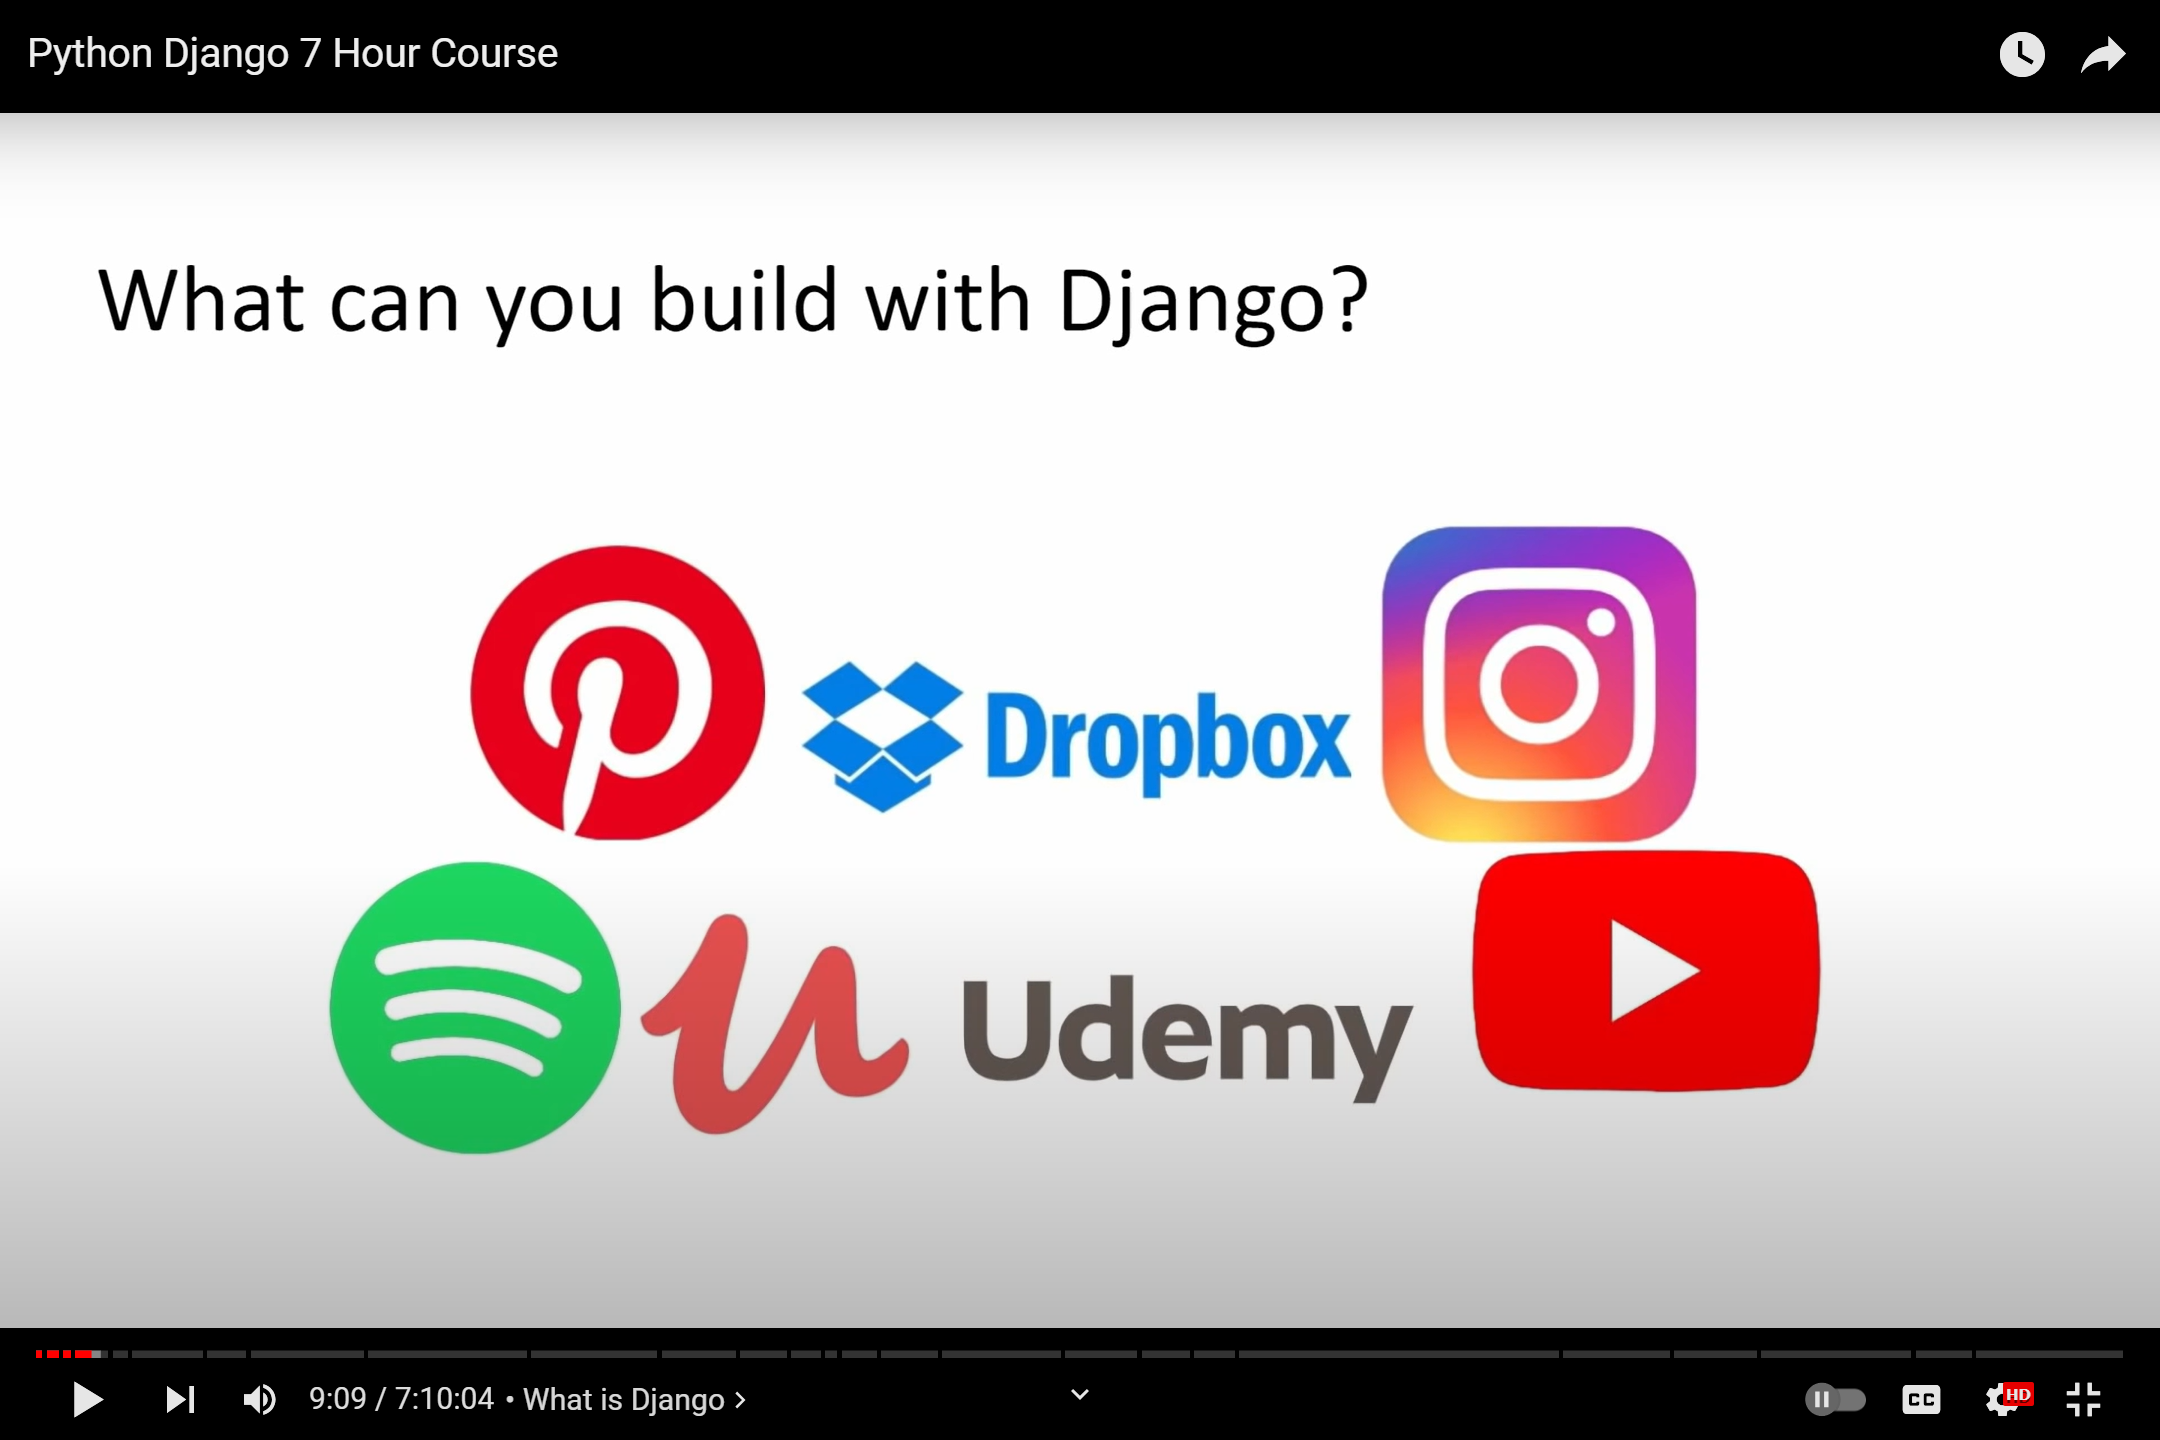 Python Django 7 Hour Course
What can you build with Django?
Dropbox
Udemy
9:09 / 7:10:04 • What is Django >
CC
HD